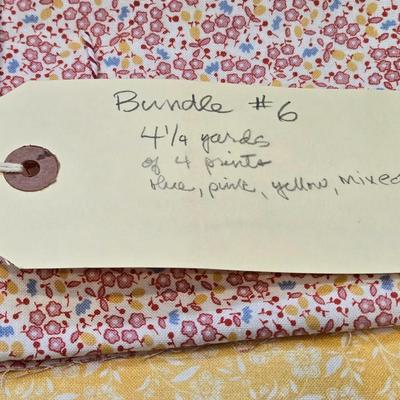 Bundle #6
4 1/4 yards
of 4 prints
blue, pink, yellow, mixed